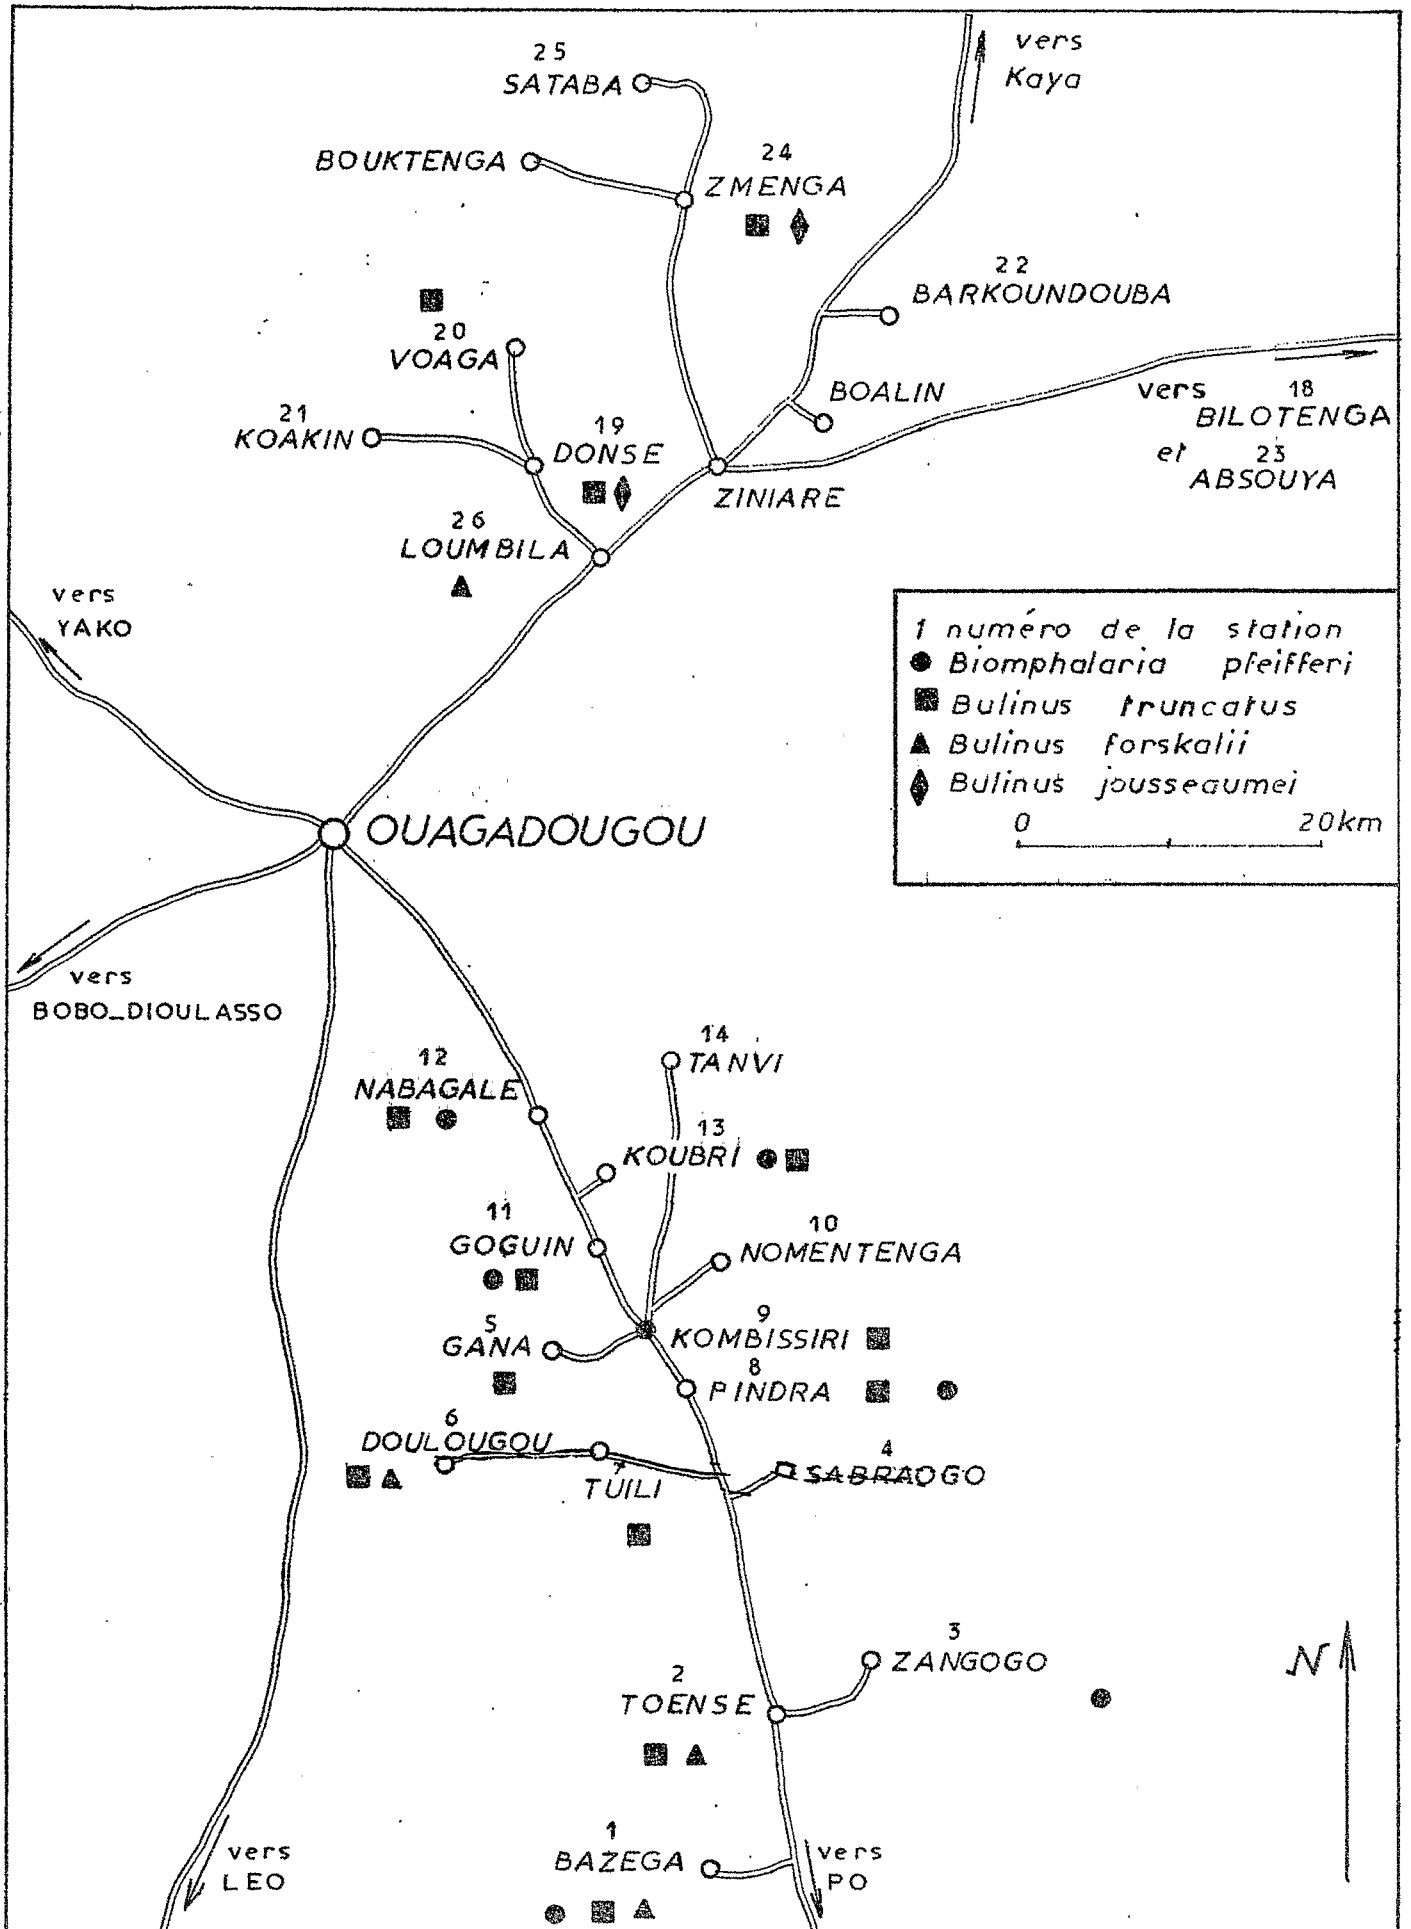 vers
Kaya
25
SATABA
BOUKTENGA
24
ZMENGA
22
BARKOUNDOUBA
20
VOAGA
BOALIN
vers 18
BILOTENGA
et 23
ABSOUYA
21
KOAKIN
19
DONSE
ZINIARE
26
LOUMBILA
vers
YAKO
1 numéro de la station
Biomphalaria pfeifferi
Bulinus truncatus
Bulinus forskalii
Bulinus jousseaumei
0 20km
OUAGADOUGOU
vers
BOBO_DIOULASSO
14
TANVI
12
NABAGALE
13
KOUBRI
11
GOGUIN
10
NOMENTENGA
9
KOMBISSIRI
5
GANA
8
PINDRA
6
DOULOUGOU
7
TUILI
4
SABRAOGO
3
ZANGOGO
N
2
TOENSE
1
BAZEGA
vers
LEO
vers
PO